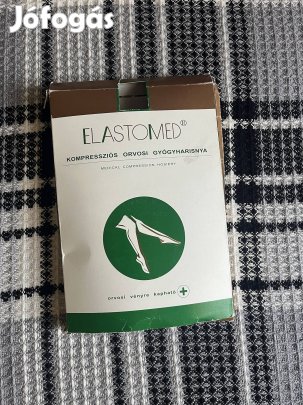 Jófogás
ELASTOMED®
KOMPRESSZIÓS ORVOSI GYÓGYHARISNYA
MEDICAL COMPRESSION HOSIERY
orvosi vényre kapható